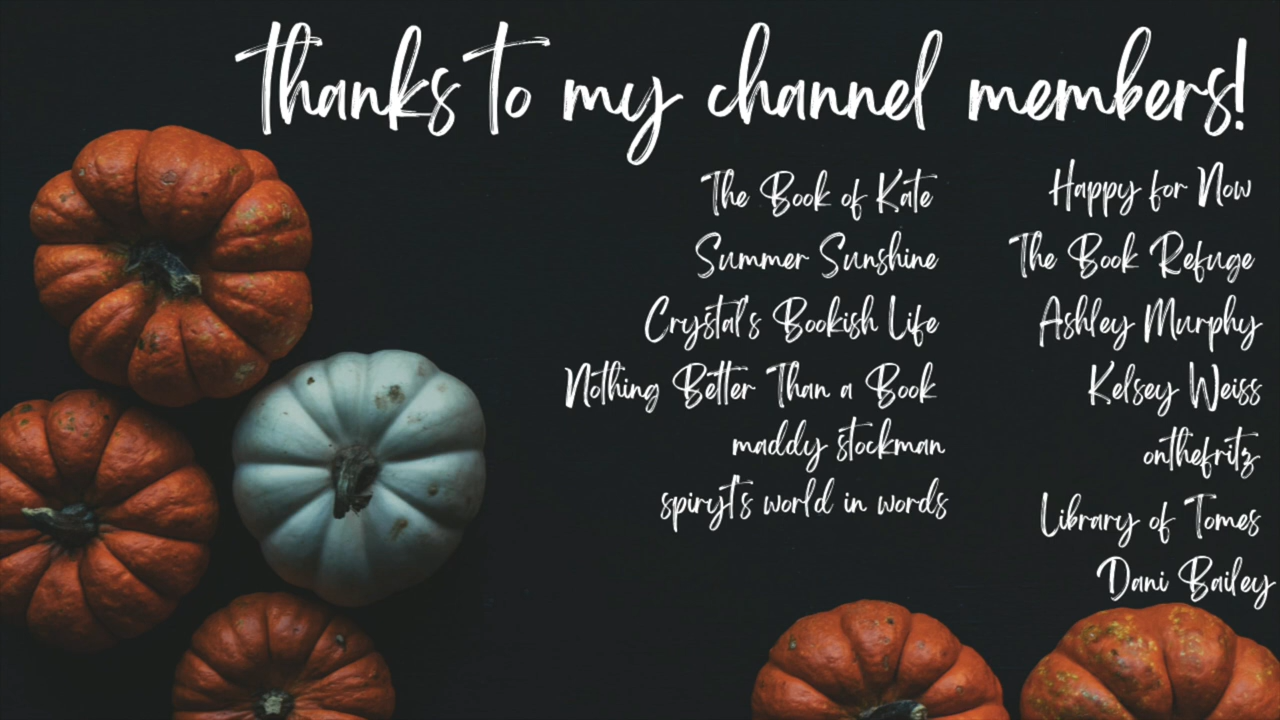 thanks to my channel members!
The Book of Kate
Summer Sunshine
Crystal's Bookish Life
Nothing Better Than a Book
maddy stockman
spiryt's world in words
Happy for Now
The Book Refuge
Ashley Murphy
Kelsey Weiss
onthefritz
Library of Tomes
Dani Bailey